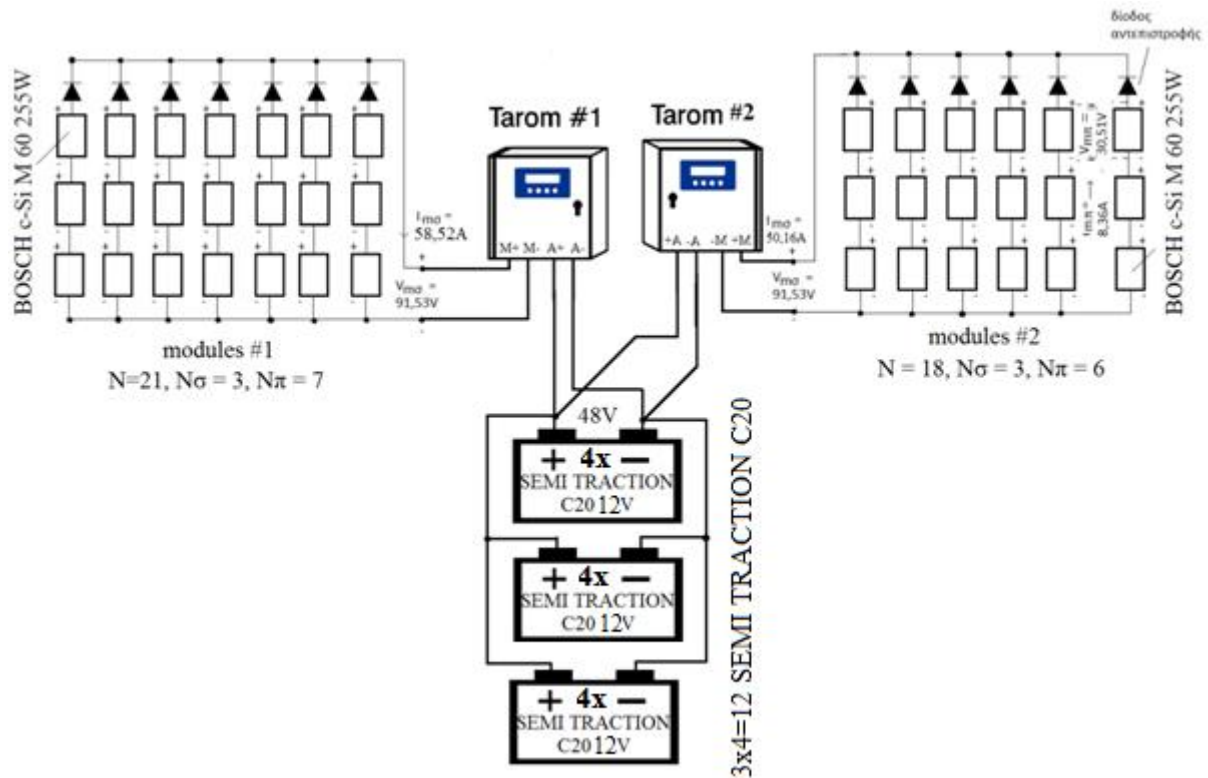 δίοδος
αντεπιστροφής
BOSCH c-Si M 60 255W
Tarom #1
Tarom #2
BOSCH c-Si M 60 255W
Vmπ =
30,51V
Imπ=
8,36A
Imσ =
58,52A
M+ M- A+ A-
+A -A -M +M
Imσ =
50,16A
Vmσ =
91,53V
Vmσ =
91,53V
modules #1
N=21, Nσ = 3, Nπ = 7
modules #2
N = 18, Nσ = 3, Nπ = 6
48V
+ 4x −
SEMI TRACTION
C20 12V
+ 4x −
SEMI TRACTION
C20 12V
+ 4x −
SEMI TRACTION
C20 12V
3x4=12 SEMI TRACTION C20